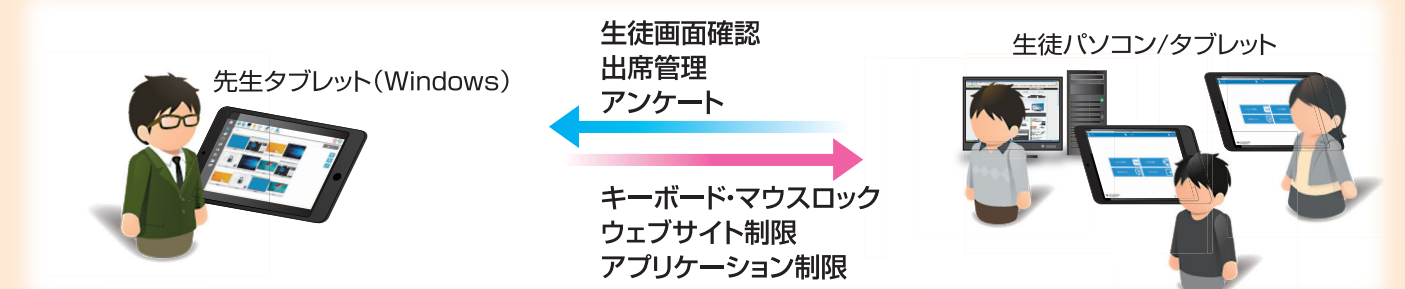 先生タブレット(Windows)
生徒画面確認
出席管理
アンケート
キーボード・マウスロック
ウェブサイト制限
アプリケーション制限
生徒パソコン/タブレット